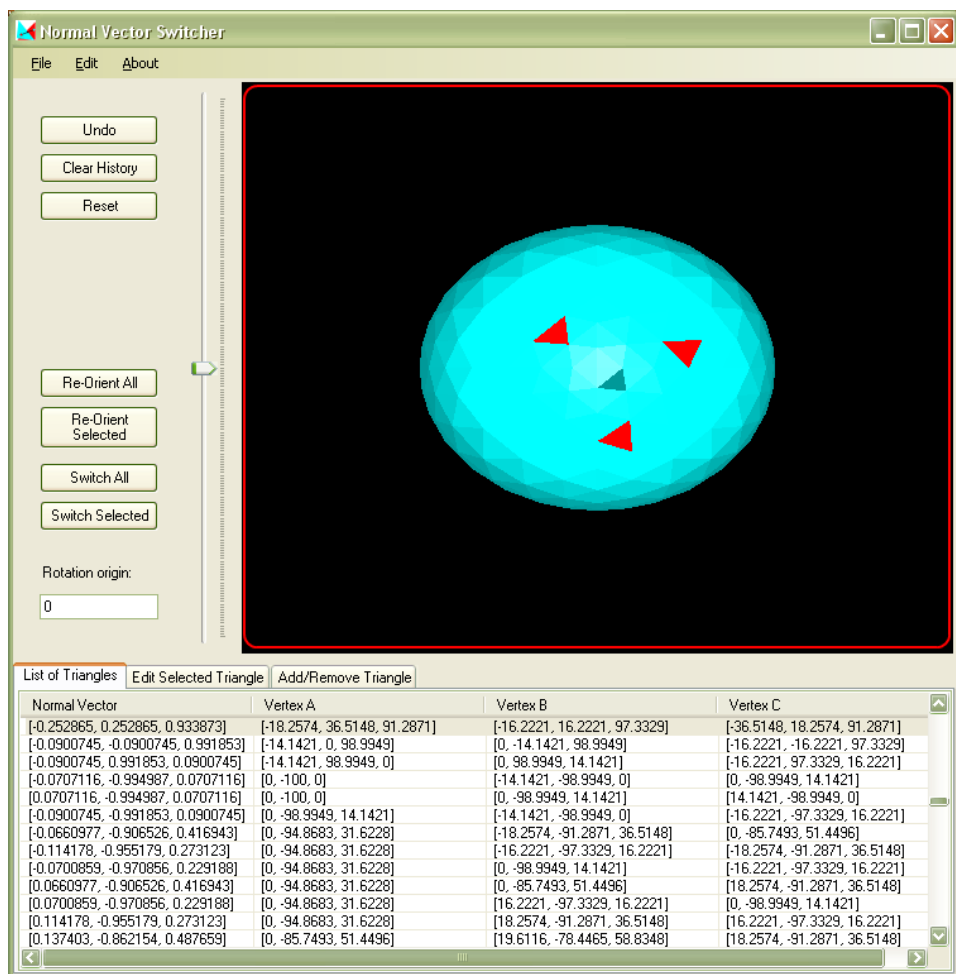 Normal Vector Switcher
File Edit About
Undo
Clear History
Reset
Re-Orient All
Re-Orient
Selected
Switch All
Switch Selected
Rotation origin:
0
List of Triangles Edit Selected Triangle Add/Remove Triangle
Normal Vector Vertex A Vertex B Vertex C
[-0.252865, 0.252865, 0.933873] [-18.2574, 36.5148, 91.2871] [-16.2221, 16.2221, 97.3329] [-36.5148, 18.2574, 91.2871]
[-0.0900745, -0.0900745, 0.991853] [-14.1421, 0, 98.9949] [0, -14.1421, 98.9949] [-16.2221, -16.2221, 97.3329]
[-0.0900745, 0.991853, 0.0900745] [-14.1421, 98.9949, 0] [0, 98.9949, 14.1421] [-16.2221, 97.3329, 16.2221]
[-0.0707116, -0.994987, 0.0707116] [0, -100, 0] [-14.1421, -98.9949, 0] [0, -98.9949, 14.1421]
[0.0707116, -0.994987, 0.0707116] [0, -100, 0] [0, -98.9949, 14.1421] [14.1421, -98.9949, 0]
[-0.0900745, -0.991853, 0.0900745] [0, -98.9949, 14.1421] [-14.1421, -98.9949, 0] [-16.2221, -97.3329, 16.2221]
[-0.0660977, -0.906526, 0.416943] [0, -94.8683, 31.6228] [-18.2574, -91.2871, 36.5148] [0, -85.7493, 51.4496]
[-0.114178, -0.955179, 0.273123] [0, -94.8683, 31.6228] [-16.2221, -97.3329, 16.2221] [-18.2574, -91.2871, 36.5148]
[-0.0700859, -0.970856, 0.229188] [0, -94.8683, 31.6228] [0, -98.9949, 14.1421] [-16.2221, -97.3329, 16.2221]
[0.0660977, -0.906526, 0.416943] [0, -94.8683, 31.6228] [0, -85.7493, 51.4496] [18.2574, -91.2871, 36.5148]
[0.0700859, -0.970856, 0.229188] [0, -94.8683, 31.6228] [16.2221, -97.3329, 16.2221] [0, -98.9949, 14.1421]
[0.114178, -0.955179, 0.273123] [0, -94.8683, 31.6228] [18.2574, -91.2871, 36.5148] [16.2221, -97.3329, 16.2221]
[0.137403, -0.862154, 0.487659] [0, -85.7493, 51.4496] [19.6116, -78.4465, 58.8348] [18.2574, -91.2871, 36.5148]